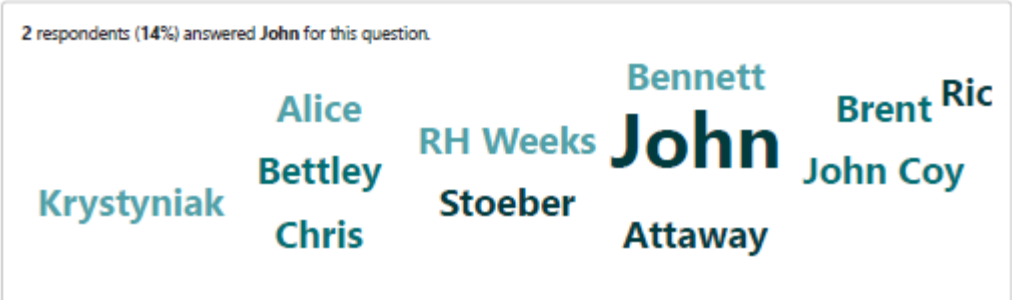 2 respondents (14%) answered John for this question.
Bennett
Ric
Alice
Brent
RH Weeks
John
Bettley
John Coy
Krystyniak
Stoeber
Chris
Attaway